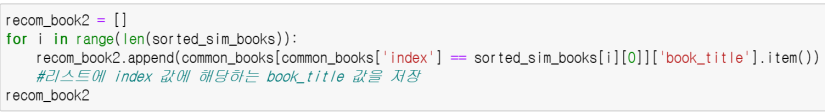 recom_book2 = []
for i in range(len(sorted_sim_books)):
    recom_book2.append(common_books[common_books['index'] == sorted_sim_books[i][0]]['book_title'].item())
    #리스트에 index 값에 해당하는 book_title 값을 저장
recom_book2